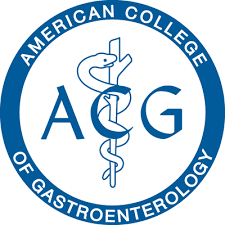 AMERICAN COLLEGE
ACG
OF GASTROENTEROLOGY